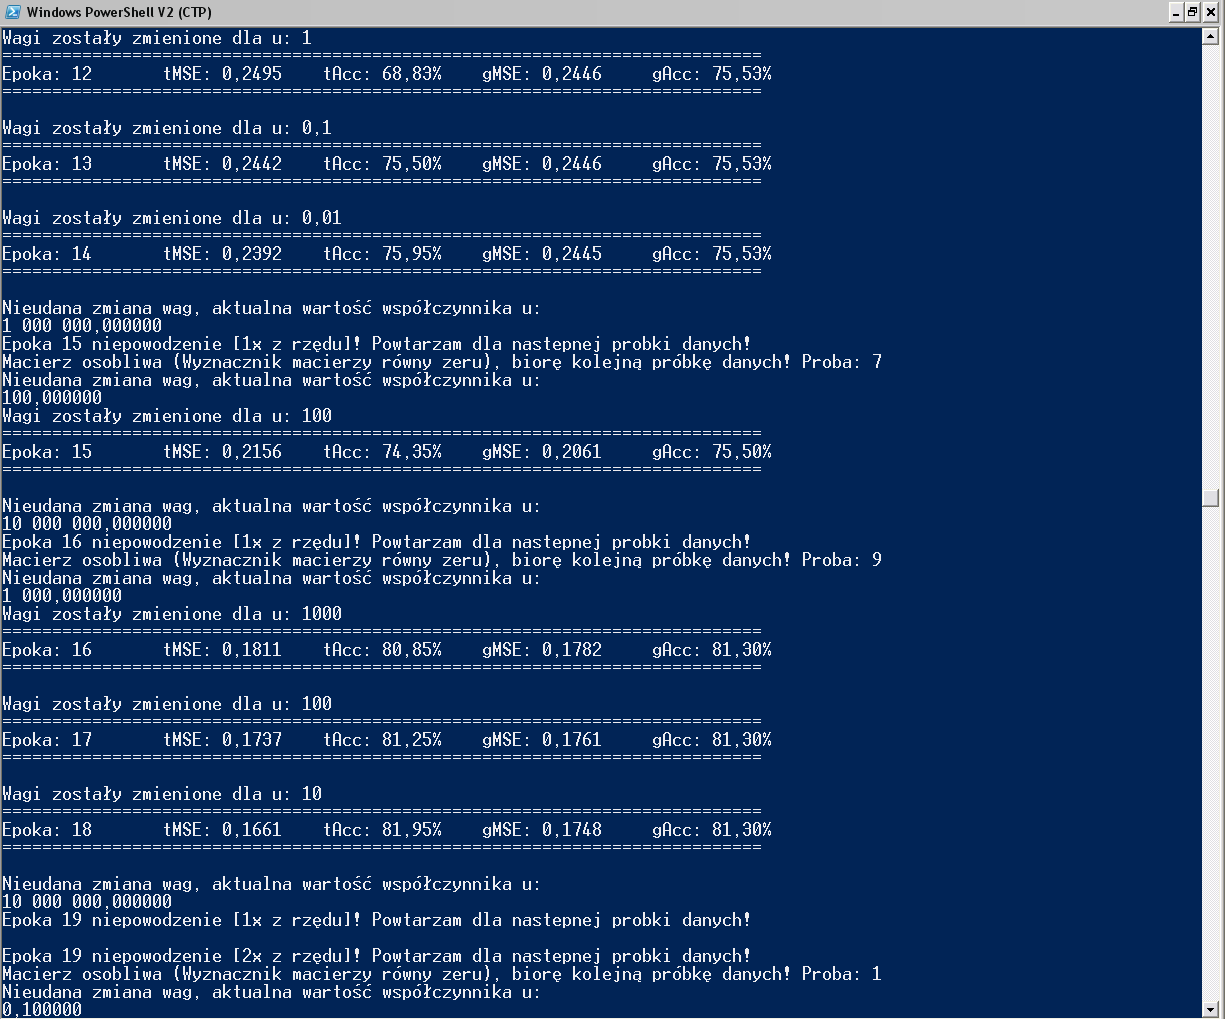 Windows PowerShell V2 (CTP)
Wagi zostały zmienione dla u: 1
============================================================================
Epoka: 12 tMSE: 0,2495 tAcc: 68,83% gMSE: 0,2446 gAcc: 75,53%
============================================================================
Wagi zostały zmienione dla u: 0,1
============================================================================
Epoka: 13 tMSE: 0,2442 tAcc: 75,50% gMSE: 0,2446 gAcc: 75,53%
============================================================================
Wagi zostały zmienione dla u: 0,01
============================================================================
Epoka: 14 tMSE: 0,2392 tAcc: 75,95% gMSE: 0,2445 gAcc: 75,53%
============================================================================
Nieudana zmiana wag, aktualna wartość współczynnika u:
1 000 000,000000
Epoka 15 niepowodzenie [1x z rzędu]! Powtarzam dla nastepnej probki danych!
Macierz osobliwa (Wyznacznik macierzy równy zeru), biorę kolejną próbkę danych! Proba: 7
Nieudana zmiana wag, aktualna wartość współczynnika u:
100,000000
Wagi zostały zmienione dla u: 100
============================================================================
Epoka: 15 tMSE: 0,2156 tAcc: 74,35% gMSE: 0,2061 gAcc: 75,50%
============================================================================
Nieudana zmiana wag, aktualna wartość współczynnika u:
10 000 000,000000
Epoka 16 niepowodzenie [1x z rzędu]! Powtarzam dla nastepnej probki danych!
Macierz osobliwa (Wyznacznik macierzy równy zeru), biorę kolejną próbkę danych! Proba: 9
Nieudana zmiana wag, aktualna wartość współczynnika u:
1 000,000000
Wagi zostały zmienione dla u: 1000
============================================================================
Epoka: 16 tMSE: 0,1811 tAcc: 80,85% gMSE: 0,1782 gAcc: 81,30%
============================================================================
Wagi zostały zmienione dla u: 100
============================================================================
Epoka: 17 tMSE: 0,1737 tAcc: 81,25% gMSE: 0,1761 gAcc: 81,30%
============================================================================
Wagi zostały zmienione dla u: 10
============================================================================
Epoka: 18 tMSE: 0,1661 tAcc: 81,95% gMSE: 0,1748 gAcc: 81,30%
============================================================================
Nieudana zmiana wag, aktualna wartość współczynnika u:
10 000 000,000000
Epoka 19 niepowodzenie [1x z rzędu]! Powtarzam dla nastepnej probki danych!
Epoka 19 niepowodzenie [2x z rzędu]! Powtarzam dla nastepnej probki danych!
Macierz osobliwa (Wyznacznik macierzy równy zeru), biorę kolejną próbkę danych! Proba: 1
Nieudana zmiana wag, aktualna wartość współczynnika u:
0,100000